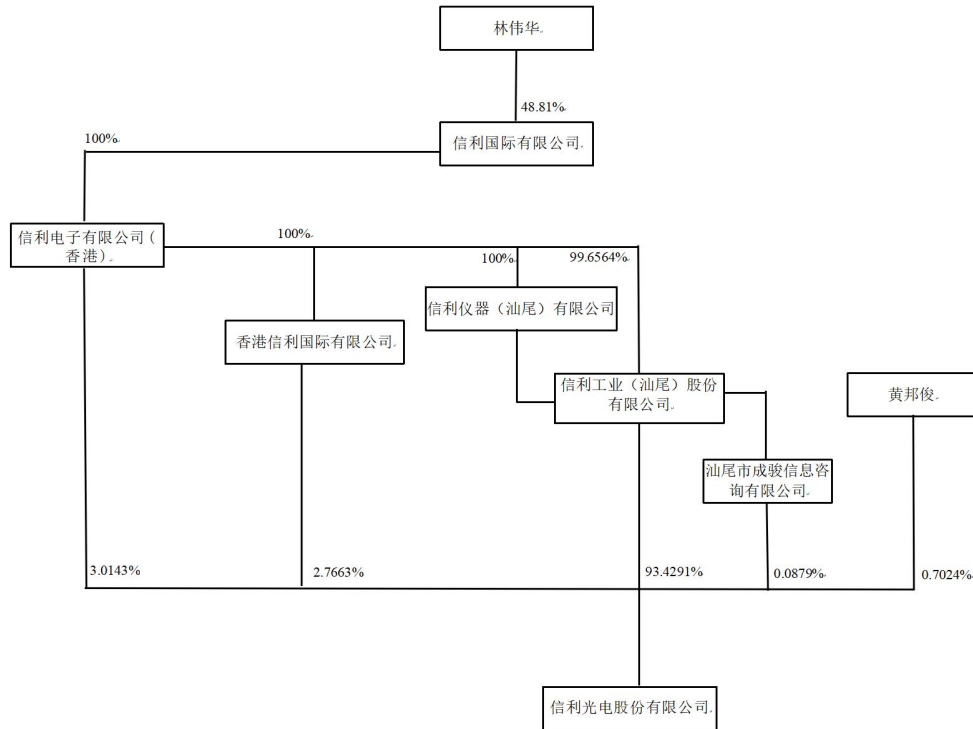 林伟华
48.81%
100%
信利国际有限公司
信利电子有限公司(
香港)
100%
100%
99.6564%
信利仪器（汕尾）有限公司
香港信利国际有限公司
信利工业（汕尾）股份
有限公司
黄邦俊
汕尾市成骏信息咨
询有限公司
3.0143%
2.7663%
93.4291%
0.0879%
0.7024%
信利光电股份有限公司